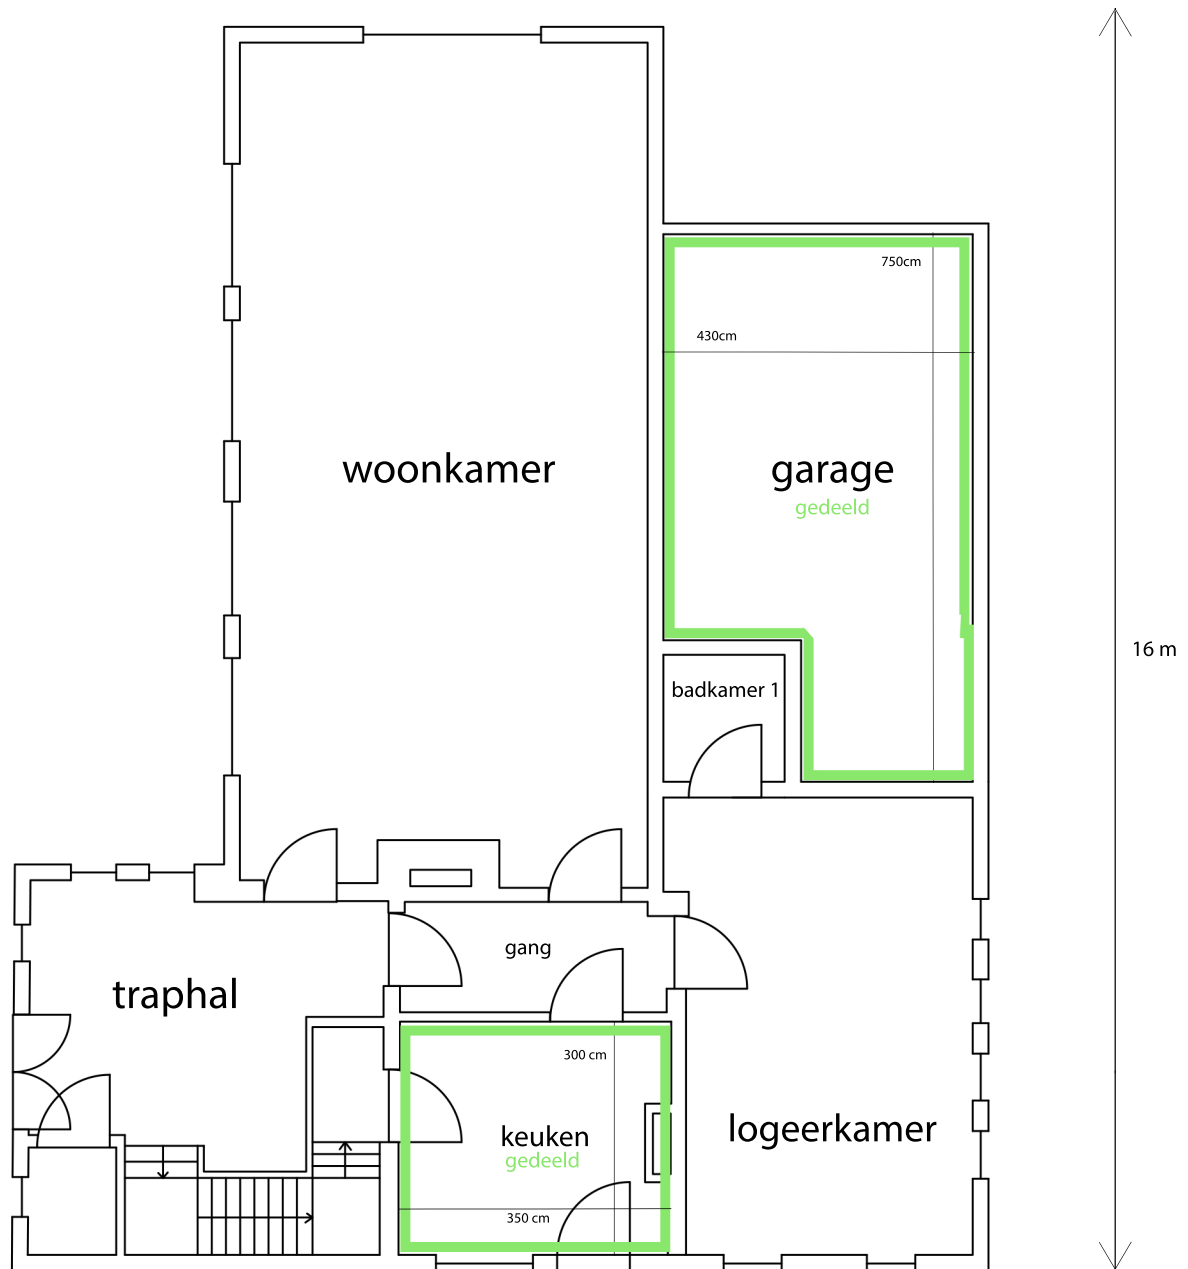 750cm
430cm
woonkamer
garage
gedeeld
16 m
badkamer 1
gang
traphal
300 cm
logeerkamer
keuken
gedeeld
350 cm